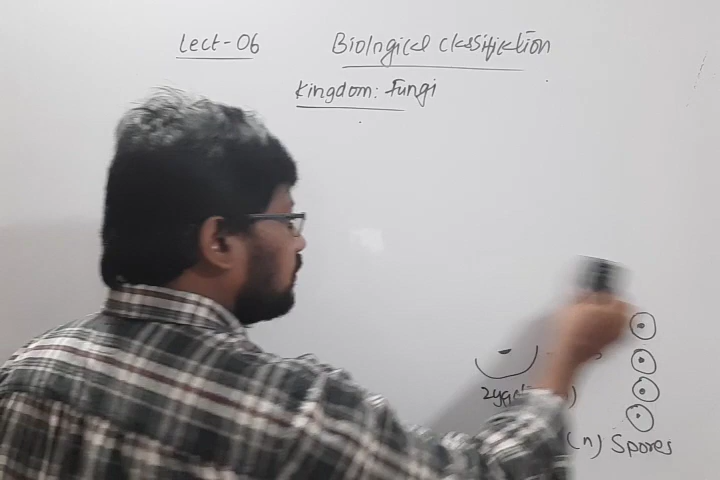 Lect-06
Biological classification
Kingdom: Fungi
(n) Spores